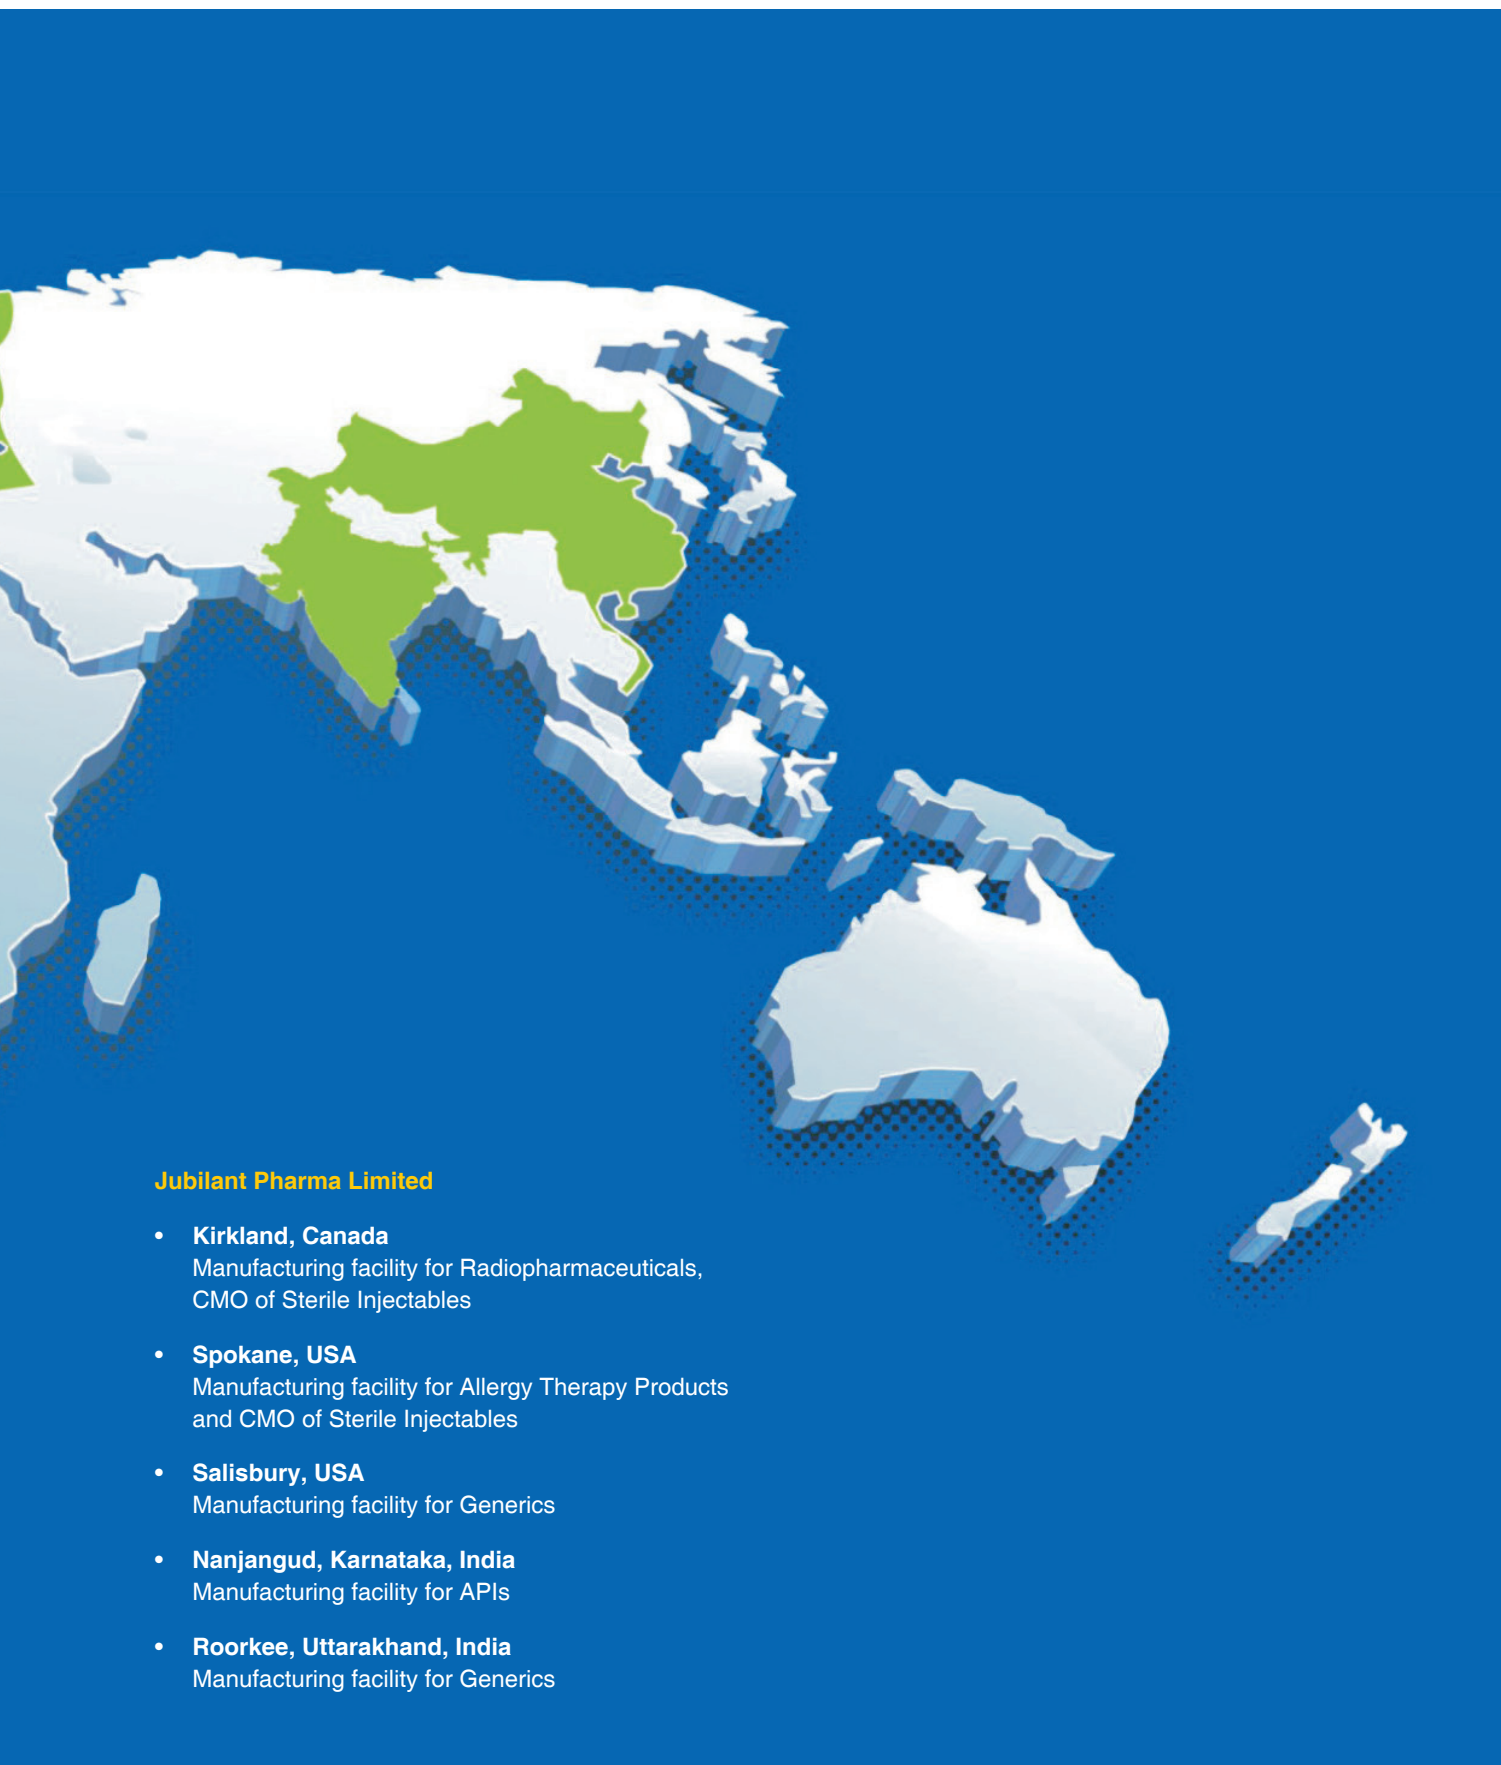 Jubilant Pharma Limited
• Kirkland, Canada
Manufacturing facility for Radiopharmaceuticals,
CMO of Sterile Injectables
• Spokane, USA
Manufacturing facility for Allergy Therapy Products
and CMO of Sterile Injectables
• Salisbury, USA
Manufacturing facility for Generics
• Nanjangud, Karnataka, India
Manufacturing facility for APIs
• Roorkee, Uttarakhand, India
Manufacturing facility for Generics